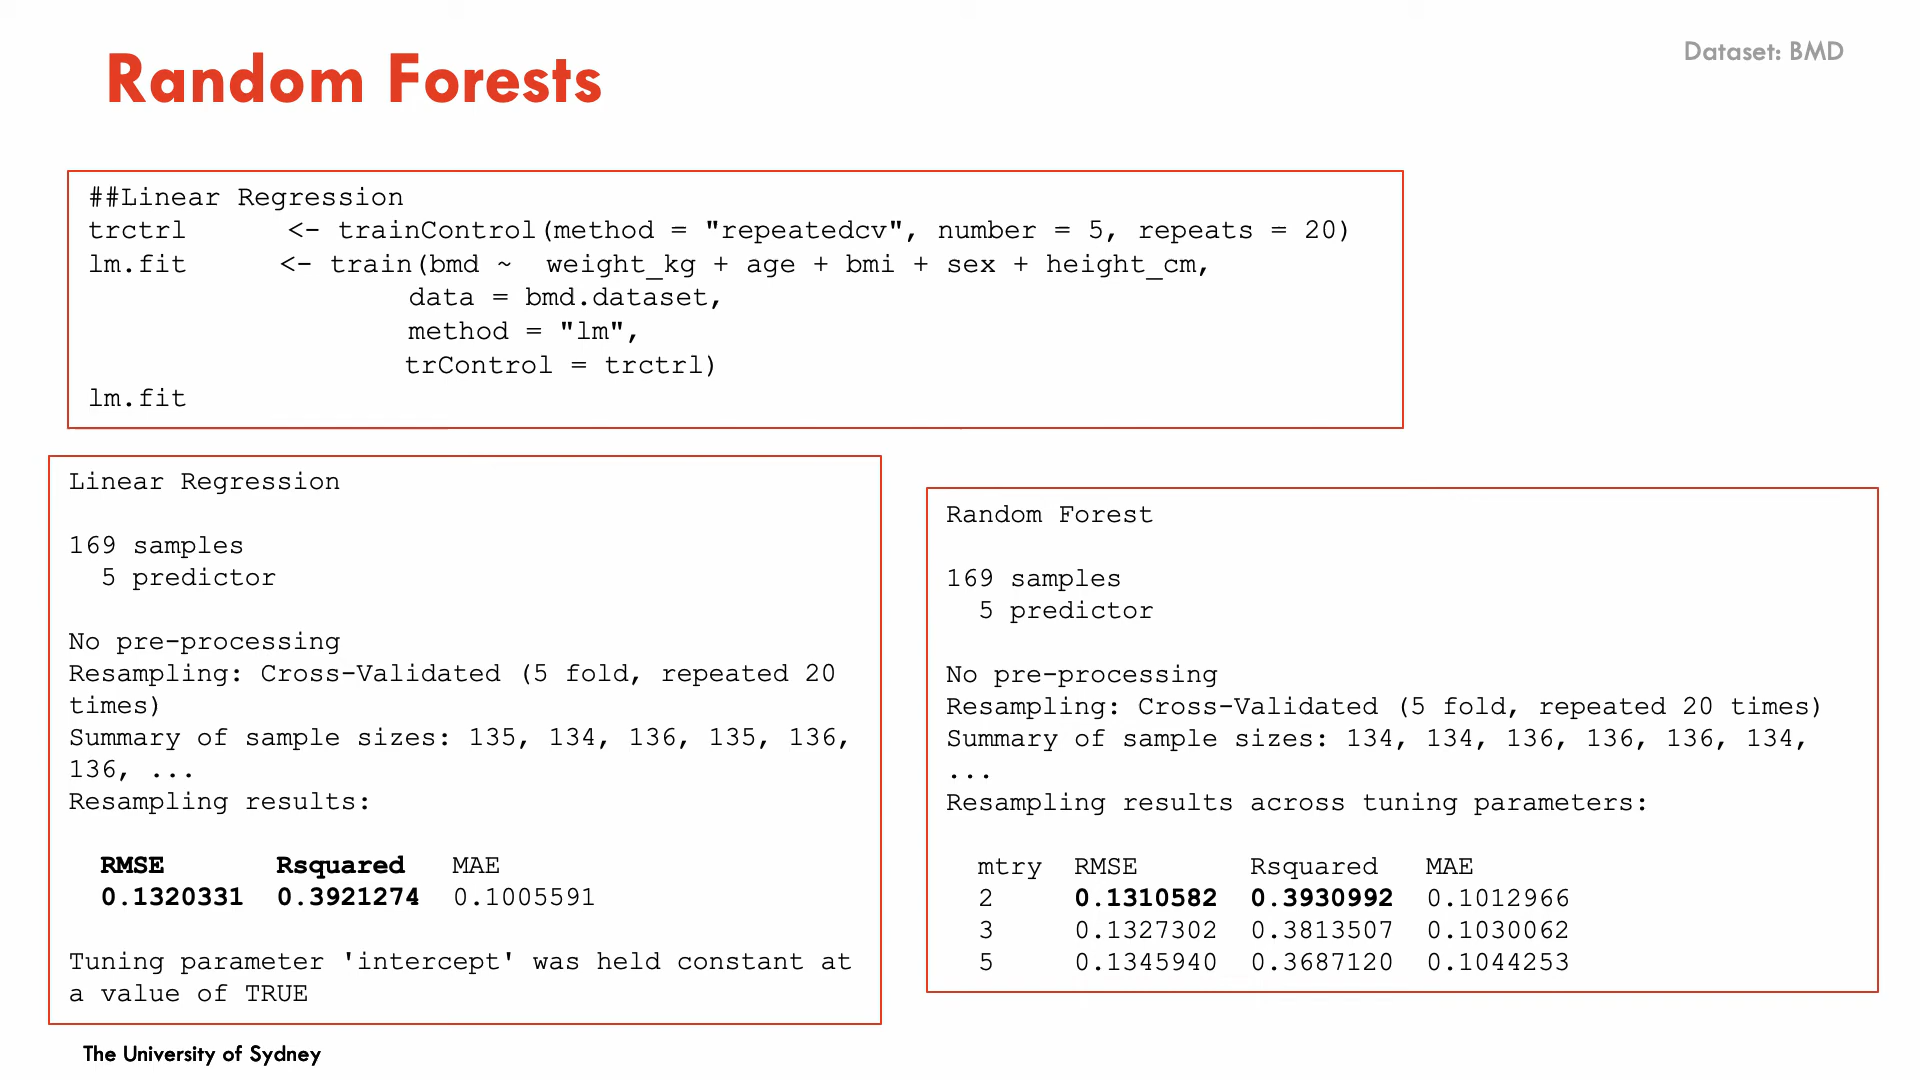 Random Forests
Dataset: BMD
##Linear Regression
trctrl <- trainControl(method = "repeatedcv", number = 5, repeats = 20)
lm.fit <- train(bmd ~ weight_kg + age + bmi + sex + height_cm,
data = bmd.dataset,
method = "lm",
trControl = trctrl)
lm.fit
Linear Regression
169 samples
5 predictor
No pre-processing
Resampling: Cross-Validated (5 fold, repeated 20
times)
Summary of sample sizes: 135, 134, 136, 135, 136,
136, ...
Resampling results:
RMSE Rsquared MAE
0.1320331 0.3921274 0.1005591
Tuning parameter 'intercept' was held constant at
a value of TRUE
Random Forest
169 samples
5 predictor
No pre-processing
Resampling: Cross-Validated (5 fold, repeated 20 times)
Summary of sample sizes: 134, 134, 136, 136, 136, 134,
...
Resampling results across tuning parameters:
mtry RMSE Rsquared MAE
2 0.1310582 0.3930992 0.1012966
3 0.1327302 0.3813507 0.1030062
5 0.1345940 0.3687120 0.1044253
The University of Sydney